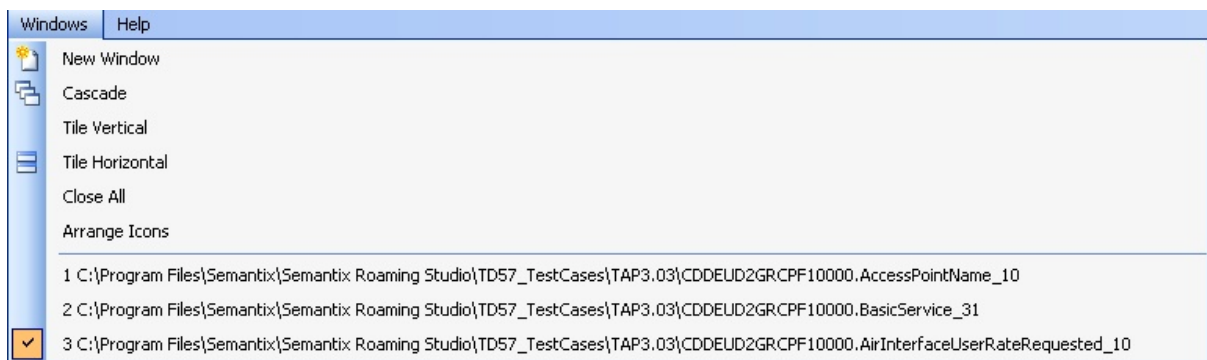 Windows Help
New Window
Cascade
Tile Vertical
Tile Horizontal
Close All
Arrange Icons
1 C:\Program Files\Semantix\Semantix Roaming Studio\TD57_TestCases\TAP3.03\CDDEUD2GRCPF10000.AccessPointName_10
2 C:\Program Files\Semantix\Semantix Roaming Studio\TD57_TestCases\TAP3.03\CDDEUD2GRCPF10000.BasicService_31
3 C:\Program Files\Semantix\Semantix Roaming Studio\TD57_TestCases\TAP3.03\CDDEUD2GRCPF10000.AirInterfaceUserRateRequested_10